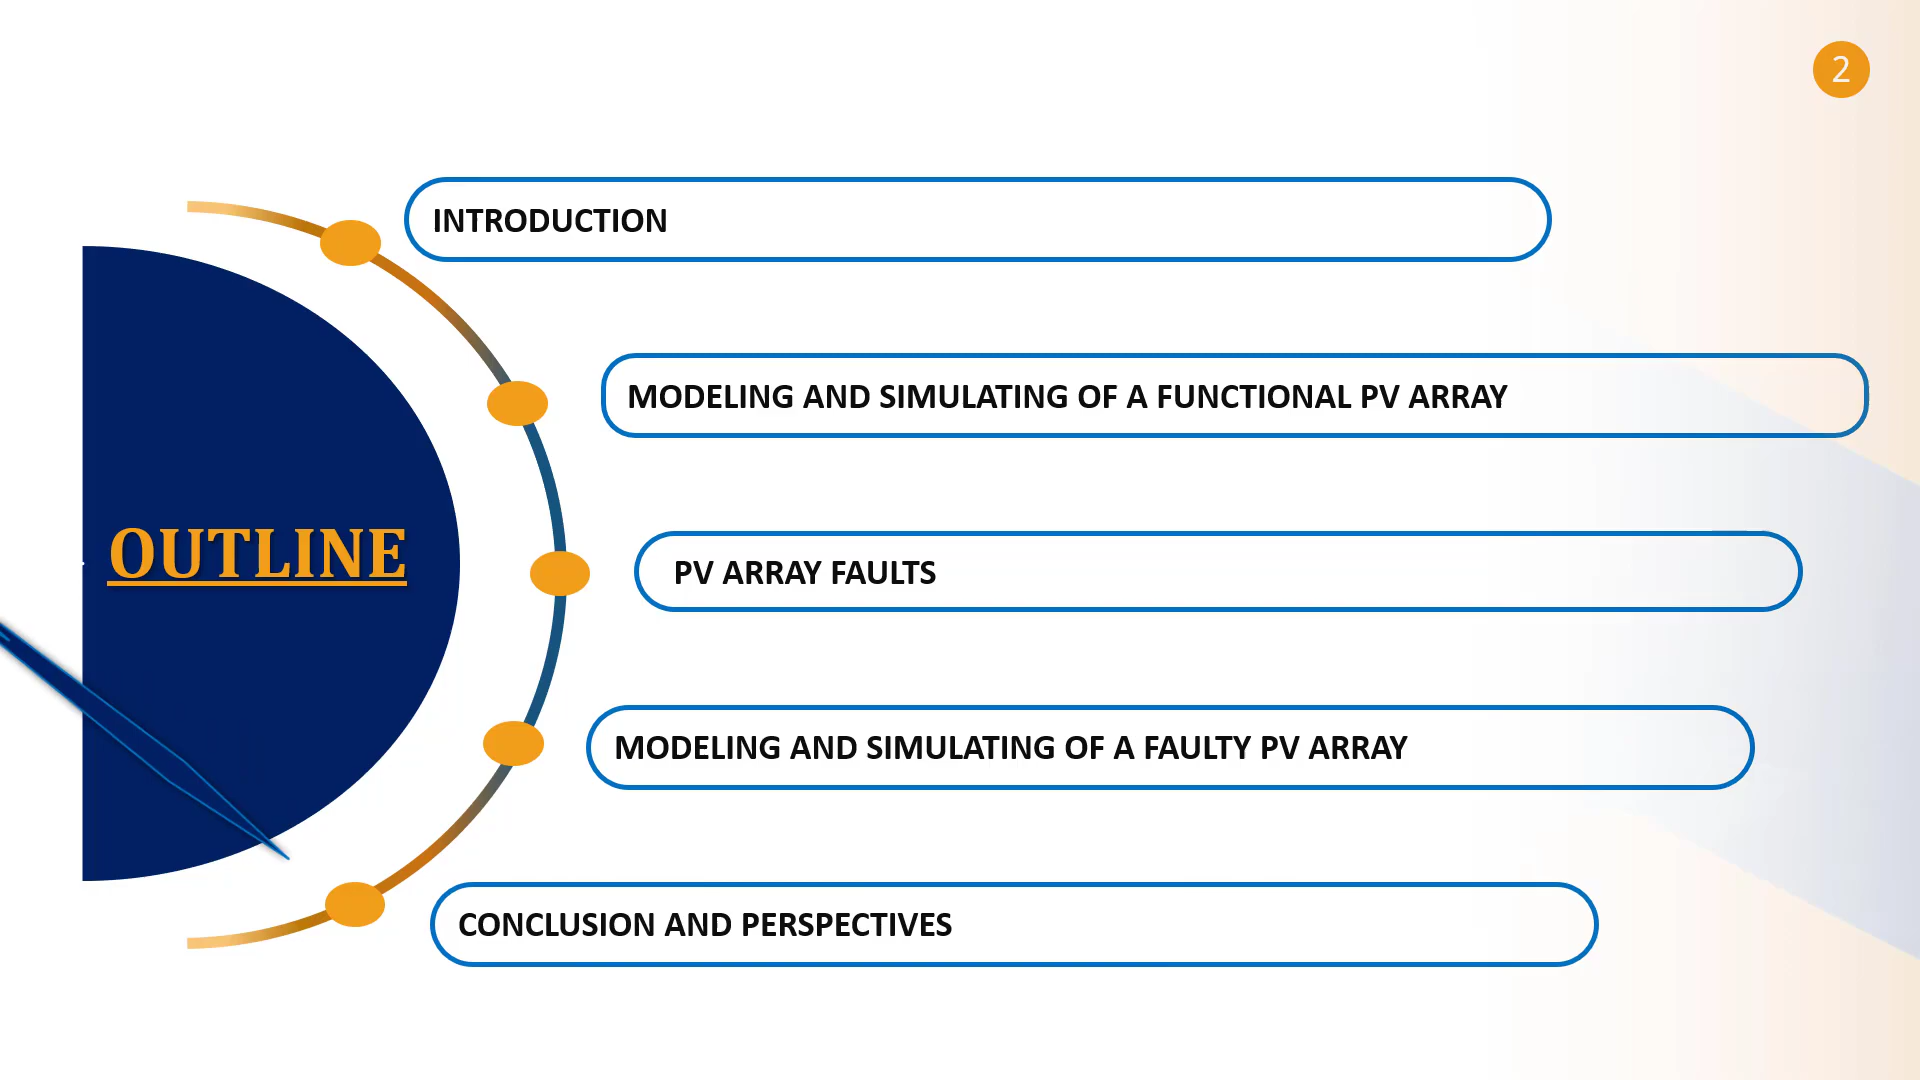 2
INTRODUCTION
MODELING AND SIMULATING OF A FUNCTIONAL PV ARRAY
OUTLINE
PV ARRAY FAULTS
MODELING AND SIMULATING OF A FAULTY PV ARRAY
CONCLUSION AND PERSPECTIVES